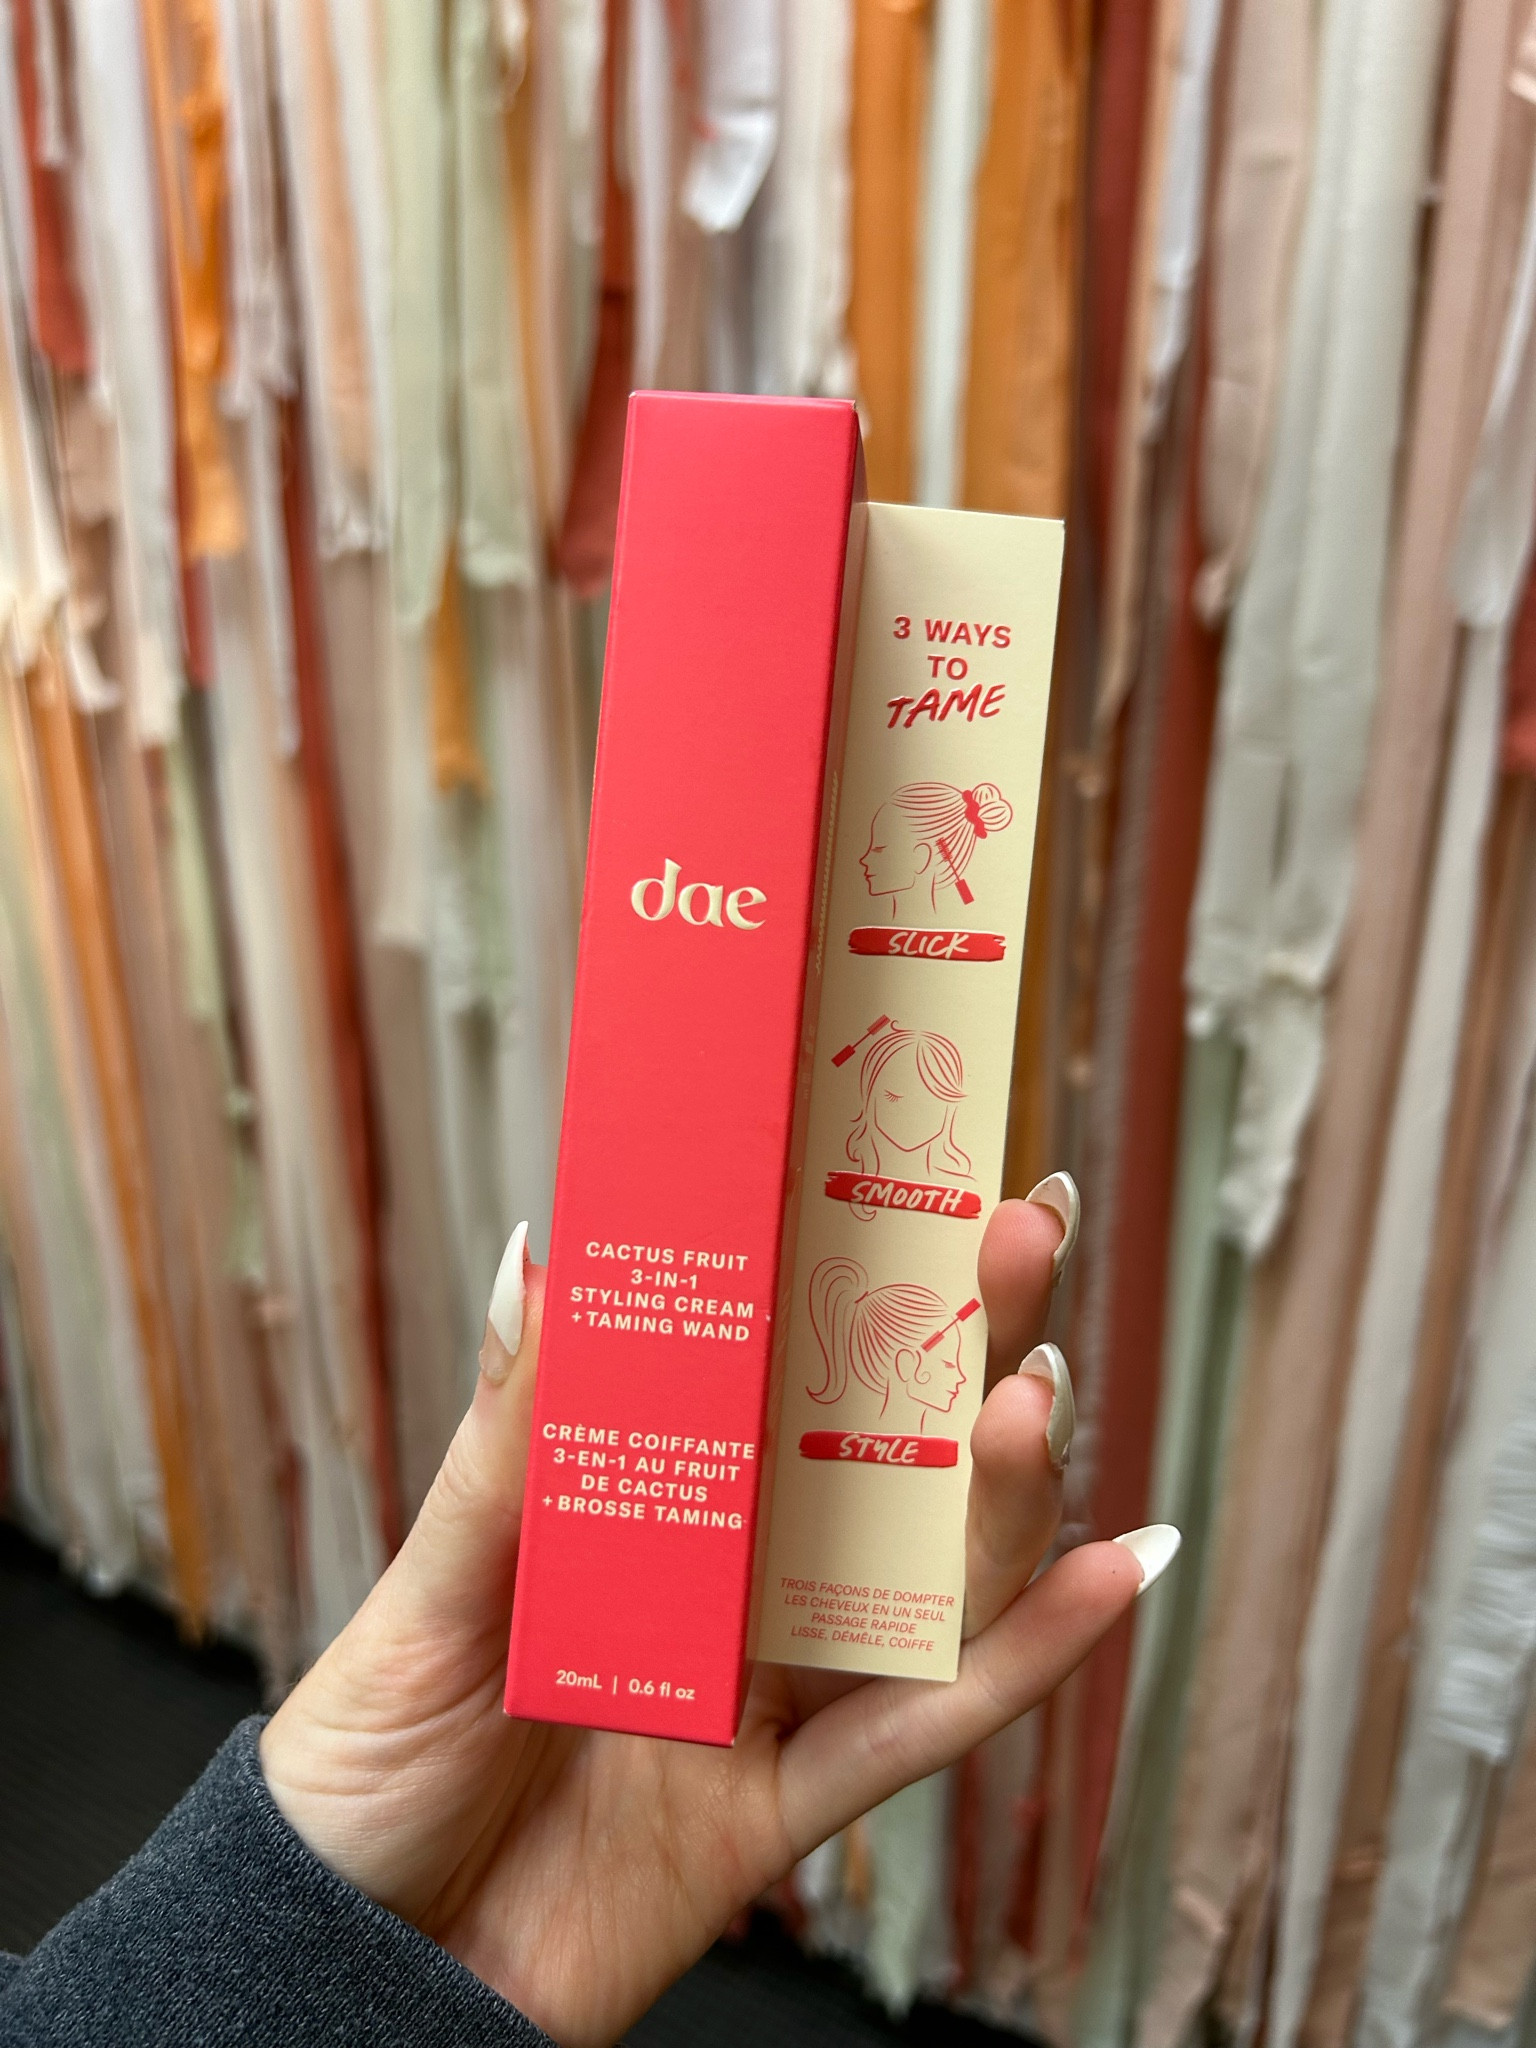 dae
CACTUS FRUIT
3-IN-1
STYLING CREAM
+TAMING WAND
CRÈME COIFFANTE
3-EN-1 AU FRUIT
DE CACTUS
+BROSSE TAMING
20mL | 0.6 fl oz
3 WAYS
TO
TAME
SLICK
SMOOTH
STYLE
TROIS FAÇONS DE DOMPTER
LES CHEVEUX EN UN SEUL
PASSAGE RAPIDE
LISSE, DÉMÊLE, COIFFE